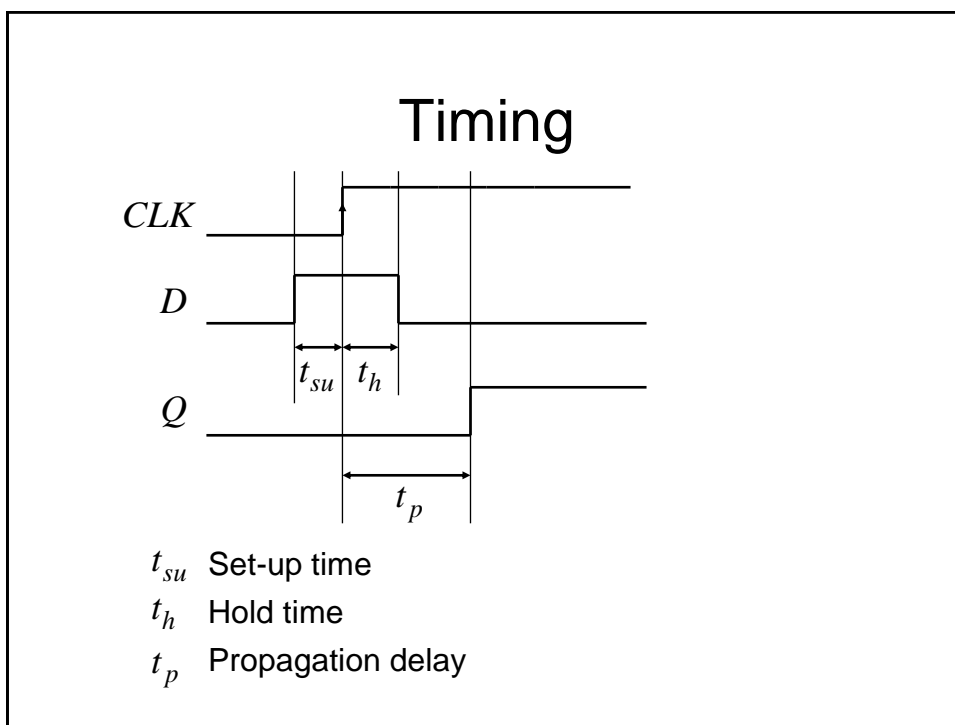 Timing
CLK
D
t_su t_h
Q
t_p
t_su Set-up time
t_h Hold time
t_p Propagation delay